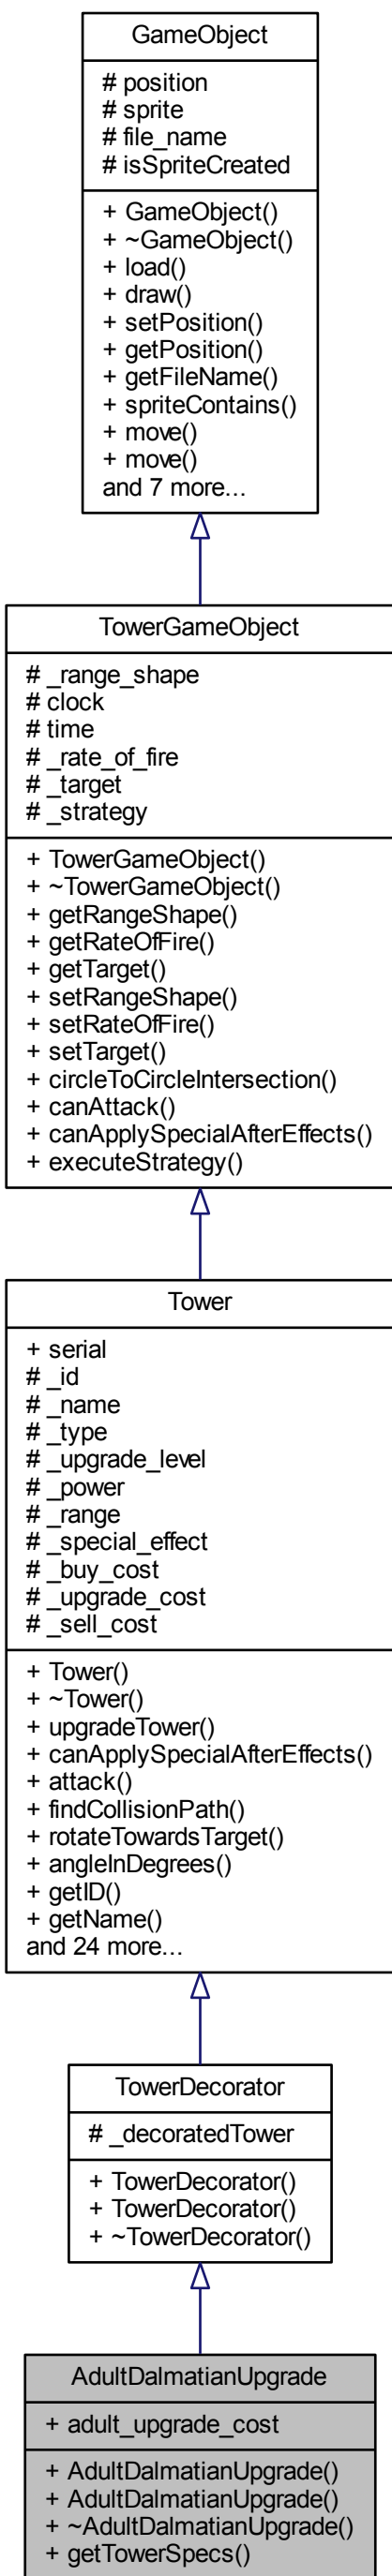 GameObject
# position
# sprite
# file_name
# isSpriteCreated
+ GameObject()
+ ~GameObject()
+ load()
+ draw()
+ setPosition()
+ getPosition()
+ getFileName()
+ spriteContains()
+ move()
+ move()
and 7 more...
TowerGameObject
# _range_shape
# clock
# time
# _rate_of_fire
# _target
# _strategy
+ TowerGameObject()
+ ~TowerGameObject()
+ getRangeShape()
+ getRateOfFire()
+ getTarget()
+ setRangeShape()
+ setRateOfFire()
+ setTarget()
+ circleToCircleIntersection()
+ canAttack()
+ canApplySpecialAfterEffects()
+ executeStrategy()
Tower
+ serial
# _id
# _name
# _type
# _upgrade_level
# _power
# _range
# _special_effect
# _buy_cost
# _upgrade_cost
# _sell_cost
+ Tower()
+ ~Tower()
+ upgradeTower()
+ canApplySpecialAfterEffects()
+ attack()
+ findCollisionPath()
+ rotateTowardsTarget()
+ angleInDegrees()
+ getID()
+ getName()
and 24 more...
TowerDecorator
# _decoratedTower
+ TowerDecorator()
+ TowerDecorator()
+ ~TowerDecorator()
AdultDalmatianUpgrade
+ adult_upgrade_cost
+ AdultDalmatianUpgrade()
+ AdultDalmatianUpgrade()
+ ~AdultDalmatianUpgrade()
+ getTowerSpecs()